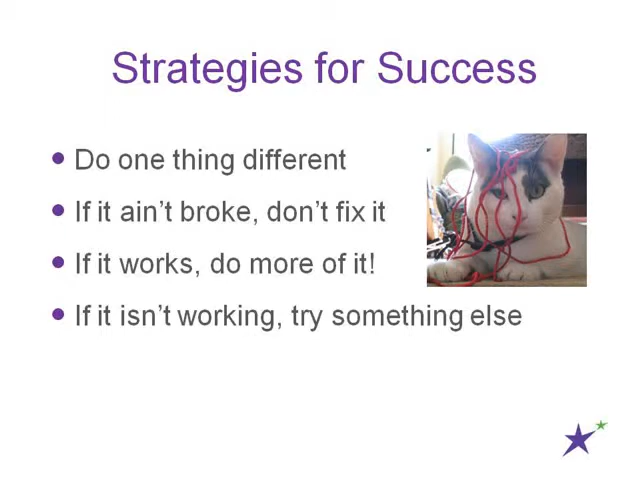 Strategies for Success
Do one thing different
If it ain't broke, don't fix it
If it works, do more of it!
If it isn't working, try something else